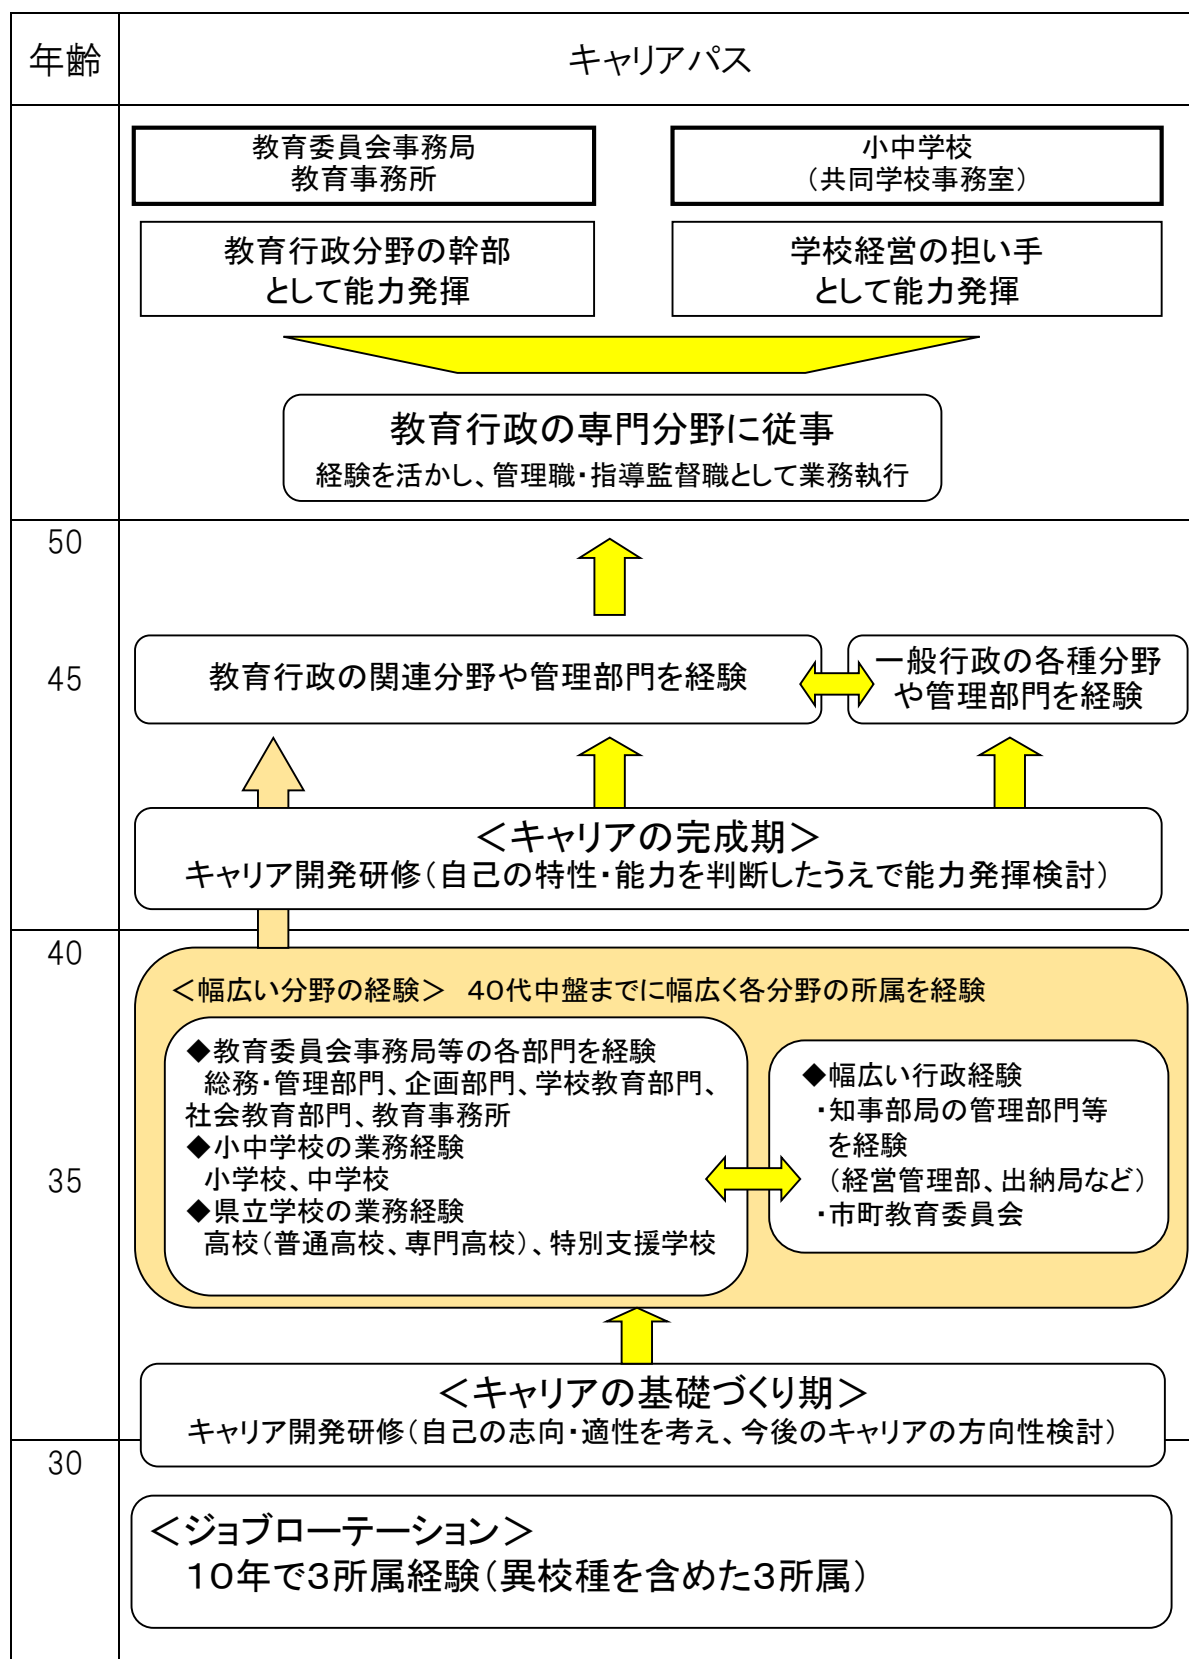 年齢
キャリアパス
教育委員会事務局
教育事務所
小中学校
(共同学校事務室)
教育行政分野の幹部
として能力発揮
学校経営の担い手
として能力発揮
教育行政の専門分野に従事
経験を活かし、管理職・指導監督職として業務執行
50
45
教育行政の関連分野や管理部門を経験
一般行政の各種分野
や管理部門を経験
<キャリアの完成期>
キャリア開発研修(自己の特性・能力を判断したうえで能力発揮検討)
40
<幅広い分野の経験> 40代中盤までに幅広く各分野の所属を経験
◆教育委員会事務局等の各部門を経験
総務・管理部門、企画部門、学校教育部門、
社会教育部門、教育事務所
◆小中学校の業務経験
小学校、中学校
◆県立学校の業務経験
高校(普通高校、専門高校)、特別支援学校
◆幅広い行政経験
・知事部局の管理部門等
を経験
(経営管理部、出納局など)
・市町教育委員会
35
<キャリアの基礎づくり期>
キャリア開発研修(自己の志向・適性を考え、今後のキャリアの方向性検討)
30
<ジョブローテーション>
10年で3所属経験(異校種を含めた3所属)